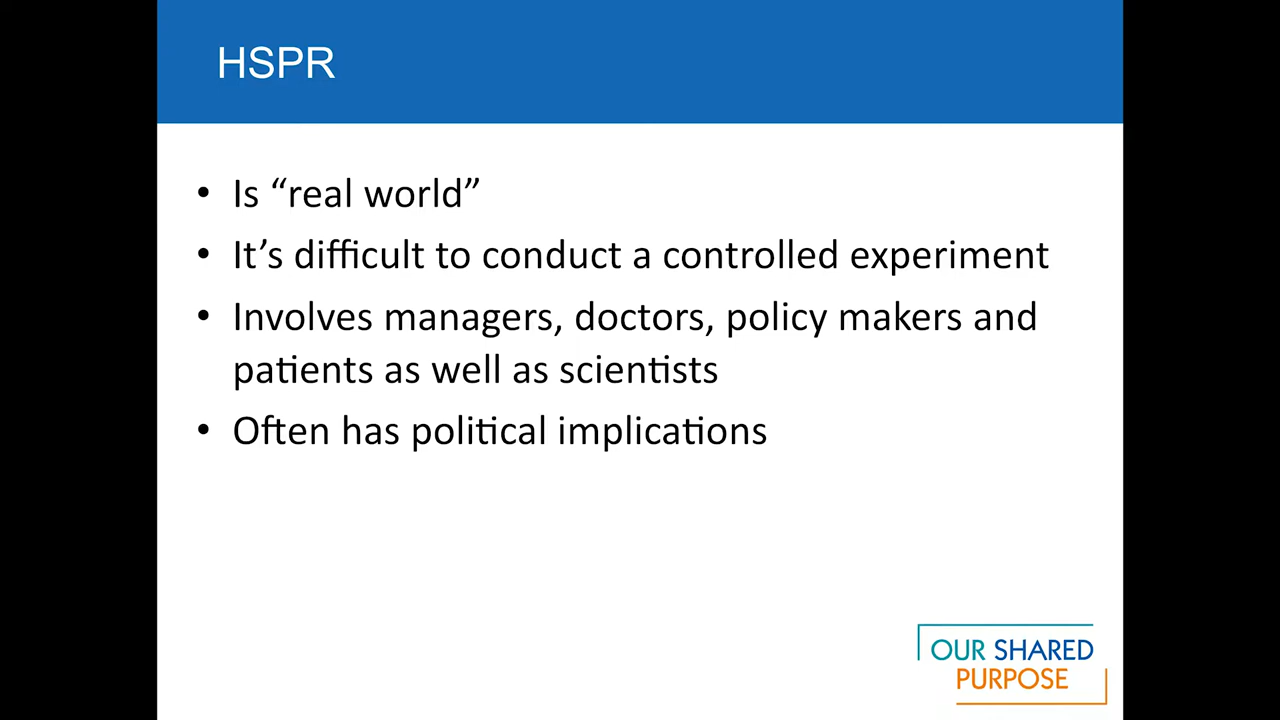 HSPR
• Is “real world”
• It’s difficult to conduct a controlled experiment
• Involves managers, doctors, policy makers and
patients as well as scientists
• Often has political implications
OUR SHARED
PURPOSE